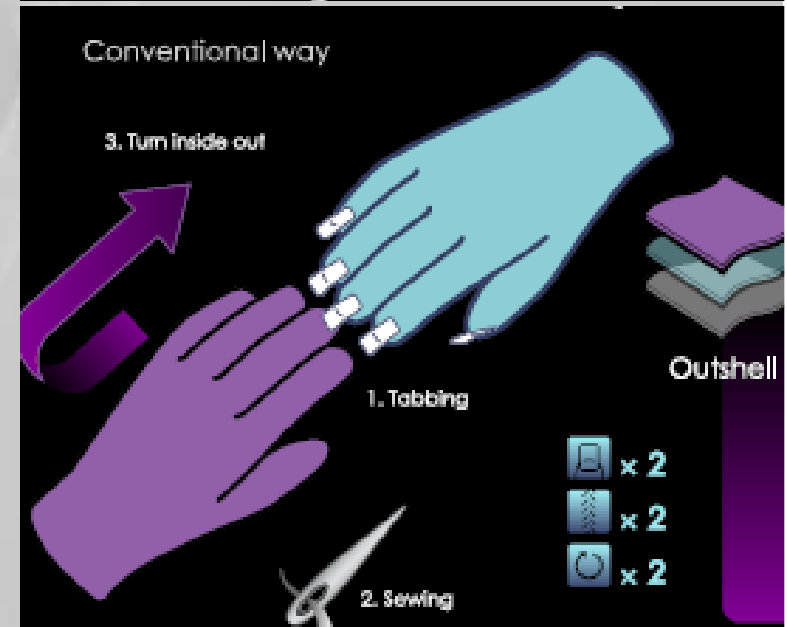 Conventional way
3. Turn inside out
1. Tabbing
Outshell
x 2
x 2
2. Sewing
x 2